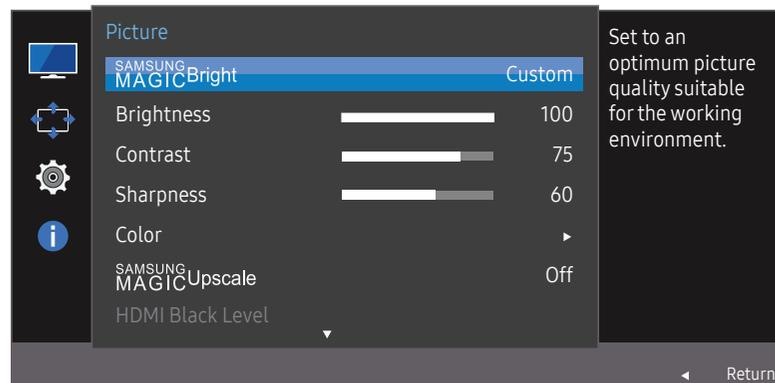 Picture
SAMSUNG MAGIC Bright Custom
Brightness 100
Contrast 75
Sharpness 60
Color ►
SAMSUNG MAGIC Upscale Off
HDMI Black Level
▼
Set to an
optimum picture
quality suitable
for the working
environment.
◄ Return